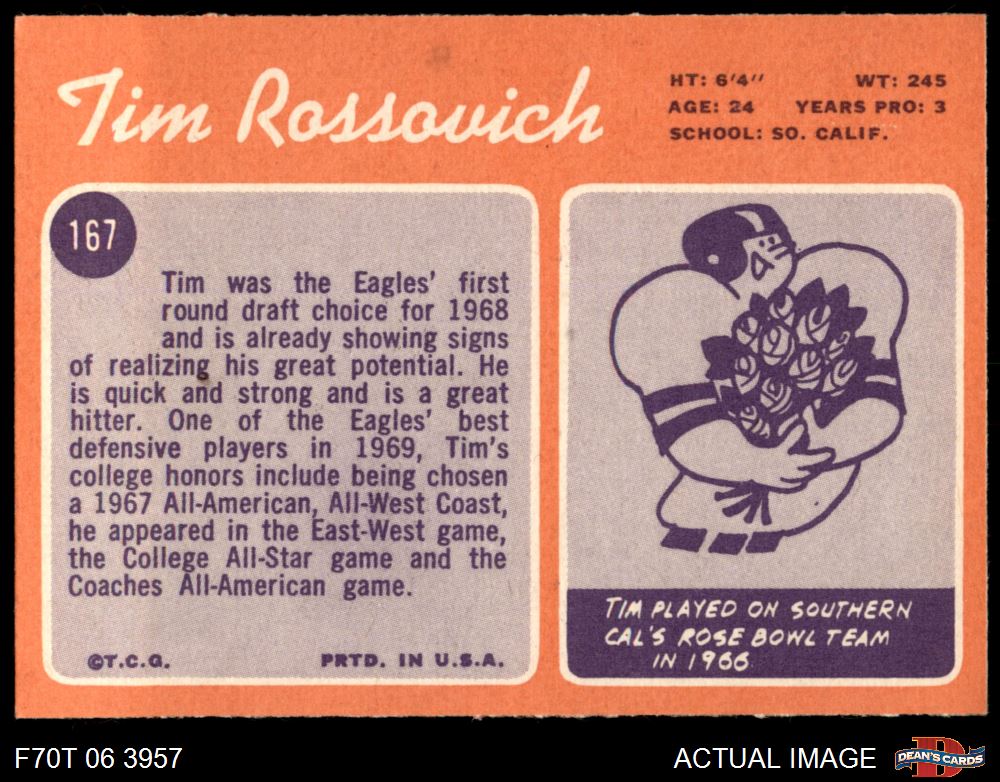 Tim Rossovich
HT: 6'4" WT: 245
AGE: 24 YEARS PRO: 3
SCHOOL: SO. CALIF.
167
Tim was the Eagles' first
round draft choice for 1968
and is already showing signs
of realizing his great potential. He
is quick and strong and is a great
hitter. One of the Eagles' best
defensive players in 1969, Tim's
college honors include being chosen
a 1967 All-American, All-West Coast,
he appeared in the East-West game,
the College All-Star game and the
Coaches All-American game.
©T.C.G. PRTD. IN U.S.A.
TIM PLAYED ON SOUTHERN
CAL'S ROSE BOWL TEAM
IN 1966
F70T 06 3957
ACTUAL IMAGE
DEAN'S CARDS